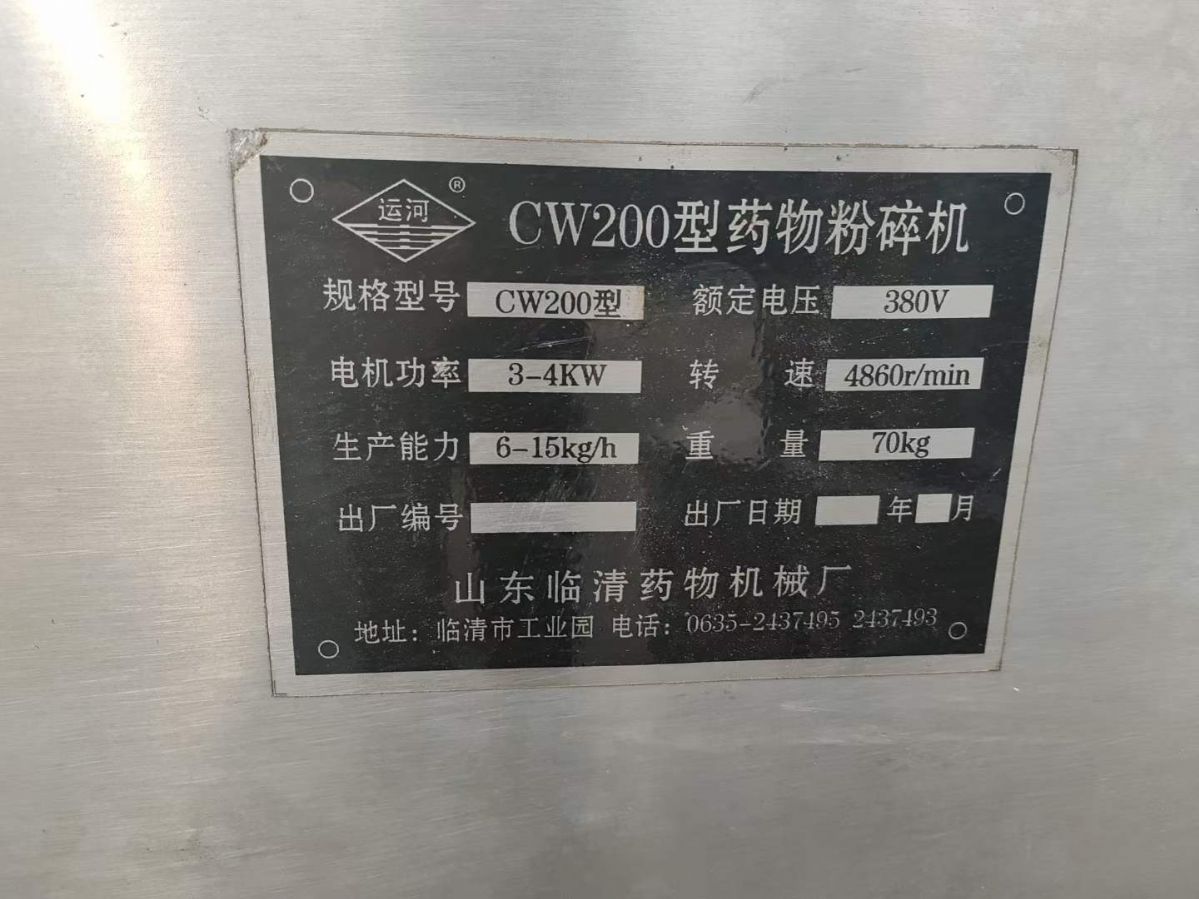 运河 ® CW200型药物粉碎机
规格型号 CW200型 额定电压 380V
电机功率 3-4KW 转速 4860r/min
生产能力 6-15kg/h 重量 70kg
出厂编号 出厂日期 年 月
山东临清药物机械厂
地址：临清市工业园 电话：0635-2437495 2437493